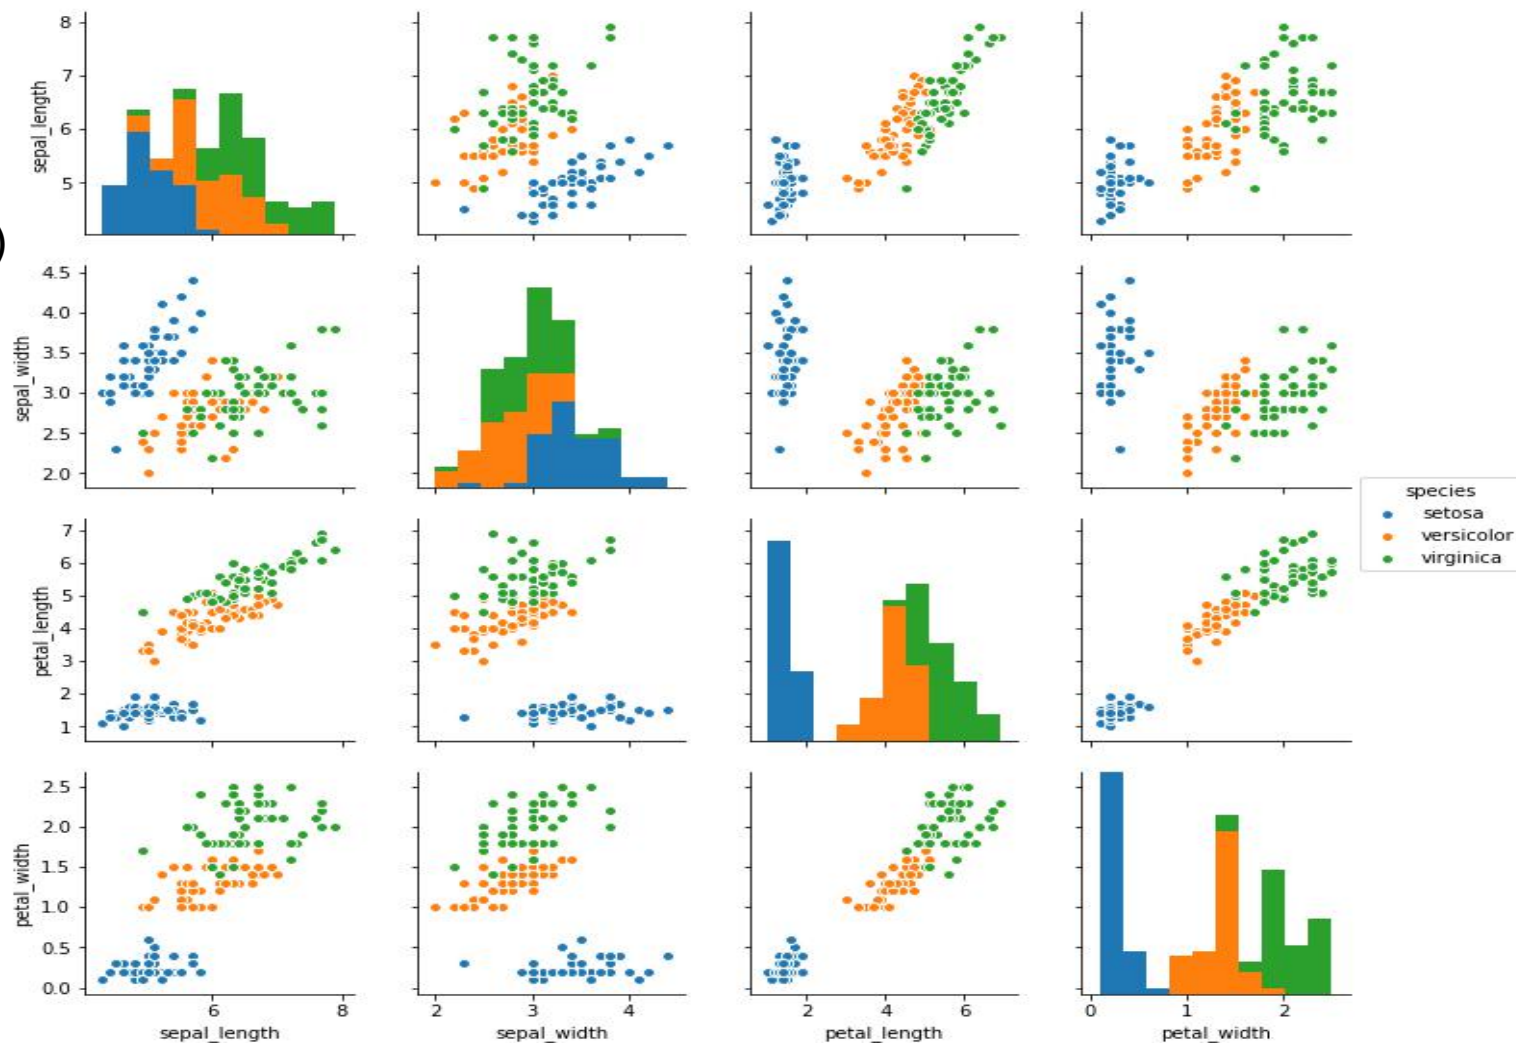 )
8
7
6
5
sepal_length
4.5
4.0
3.5
3.0
2.5
2.0
sepal_width
species
setosa
versicolor
virginica
7
6
5
4
3
2
1
petal_length
2.5
2.0
1.5
1.0
0.5
0.0
petal_width
6 8
2 3 4
2 4 6
0 1 2
sepal_length
sepal_width
petal_length
petal_width